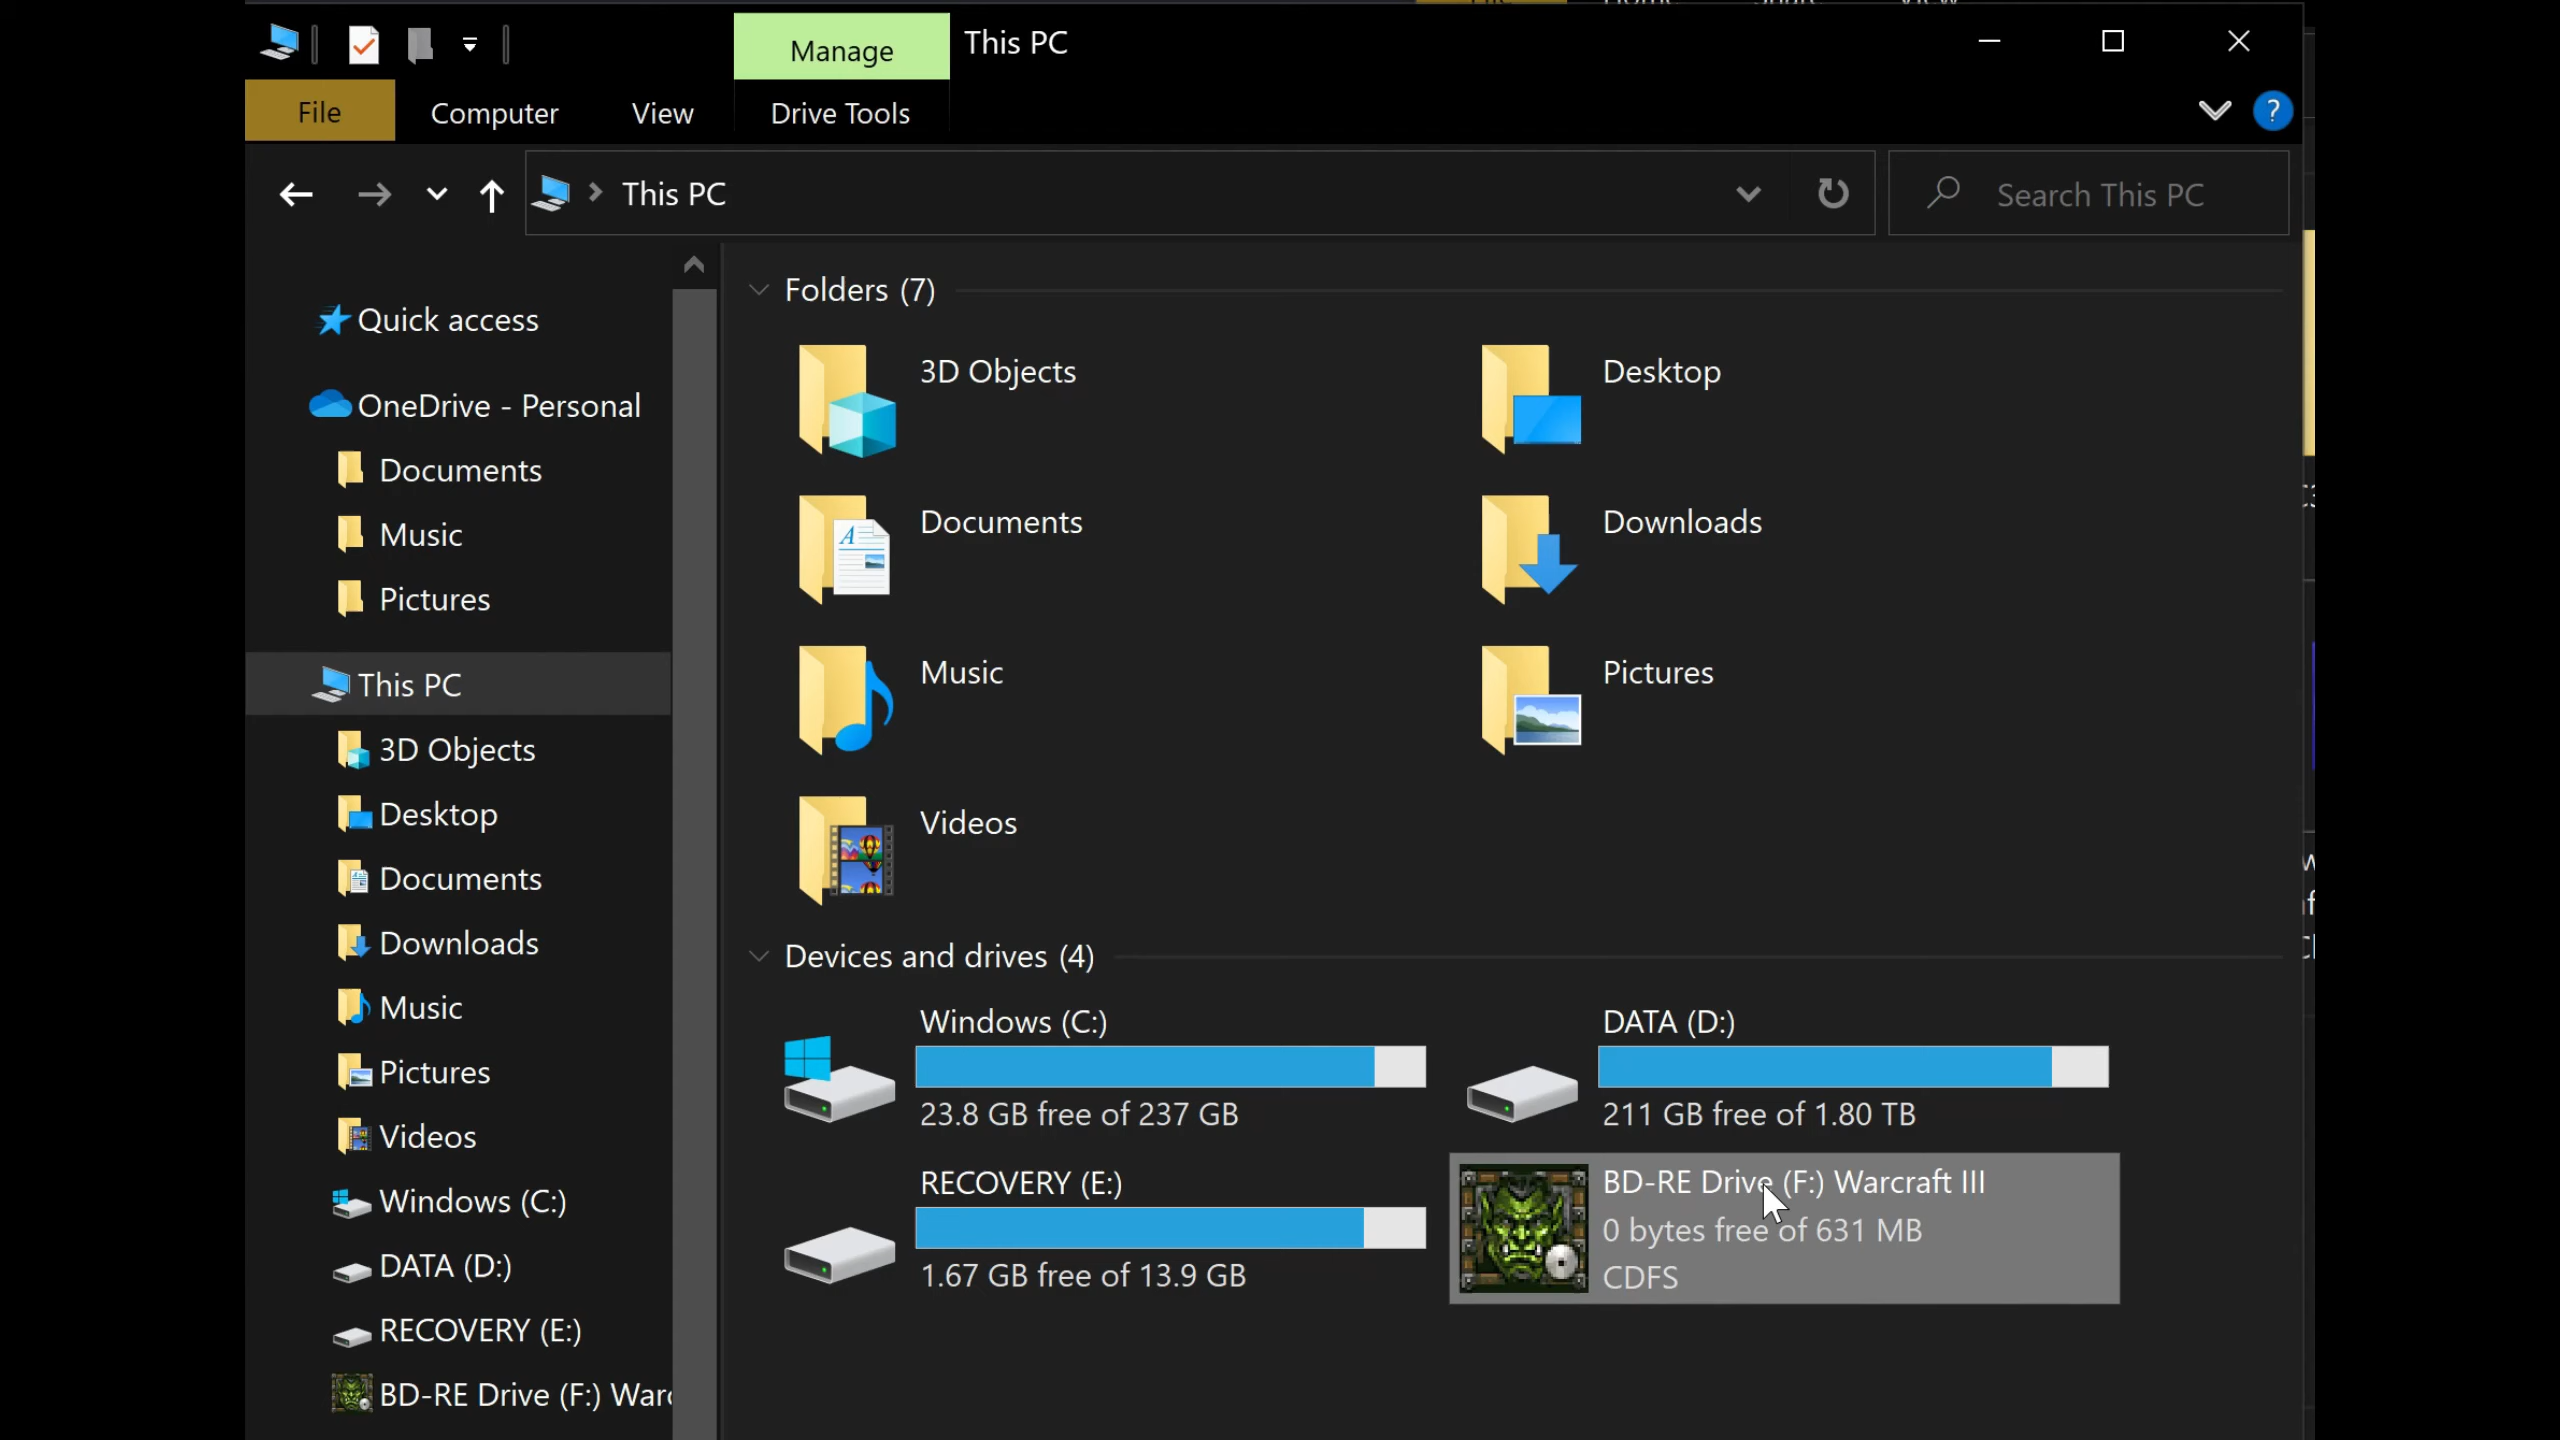 Manage
This PC
File
Computer
View
Drive Tools
?
This PC
Search This PC
Quick access
OneDrive - Personal
Documents
Music
Pictures
This PC
3D Objects
Desktop
Documents
Downloads
Music
Pictures
Videos
Windows (C:)
DATA (D:)
RECOVERY (E:)
BD-RE Drive (F:)
Folders (7)
3D Objects
Desktop
Documents
Downloads
Music
Pictures
Videos
Devices and drives (4)
Windows (C:)
23.8 GB free of 237 GB
DATA (D:)
211 GB free of 1.80 TB
RECOVERY (E:)
1.67 GB free of 13.9 GB
BD-RE Drive (F:) Warcraft III
0 bytes free of 631 MB
CDFS